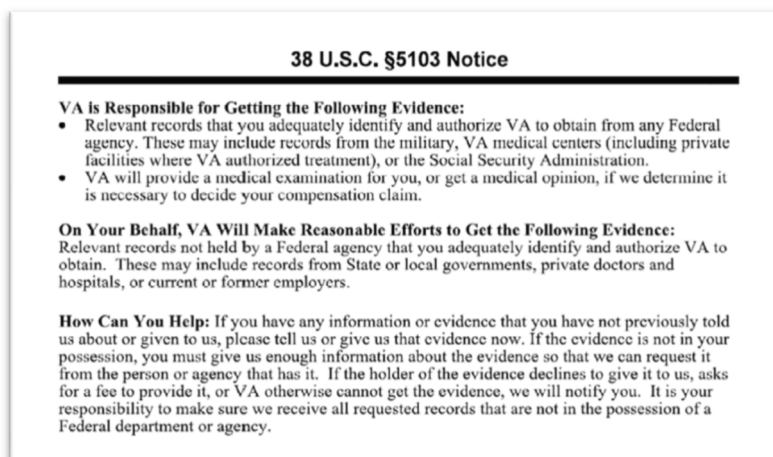 38 U.S.C. §5103 Notice
VA is Responsible for Getting the Following Evidence:
• Relevant records that you adequately identify and authorize VA to obtain from any Federal
agency. These may include records from the military, VA medical centers (including private
facilities where VA authorized treatment), or the Social Security Administration.
• VA will provide a medical examination for you, or get a medical opinion, if we determine it
is necessary to decide your compensation claim.
On Your Behalf, VA Will Make Reasonable Efforts to Get the Following Evidence:
Relevant records not held by a Federal agency that you adequately identify and authorize VA to
obtain. These may include records from State or local governments, private doctors and
hospitals, or current or former employers.
How Can You Help: If you have any information or evidence that you have not previously told
us about or given to us, please tell us or give us that evidence now. If the evidence is not in your
possession, you must give us enough information about the evidence so that we can request it
from the person or agency that has it. If the holder of the evidence declines to give it to us, asks
for a fee to provide it, or VA otherwise cannot get the evidence, we will notify you. It is your
responsibility to make sure we receive all requested records that are not in the possession of a
Federal department or agency.